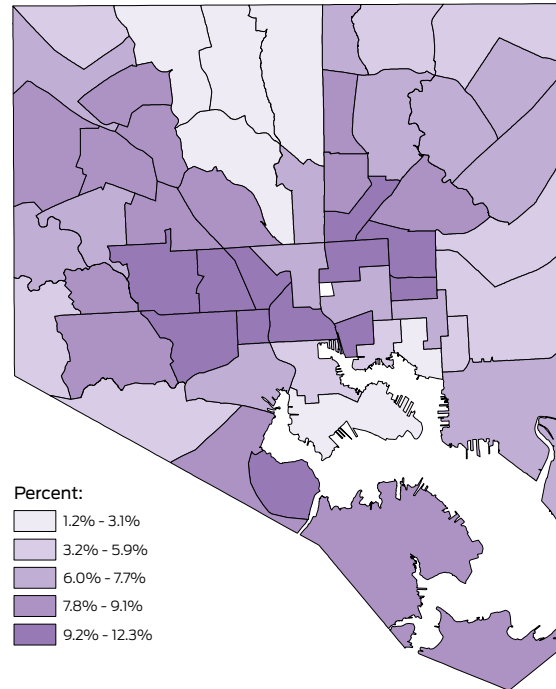 Percent:
1.2% - 3.1%
3.2% - 5.9%
6.0% - 7.7%
7.8% - 9.1%
9.2% - 12.3%